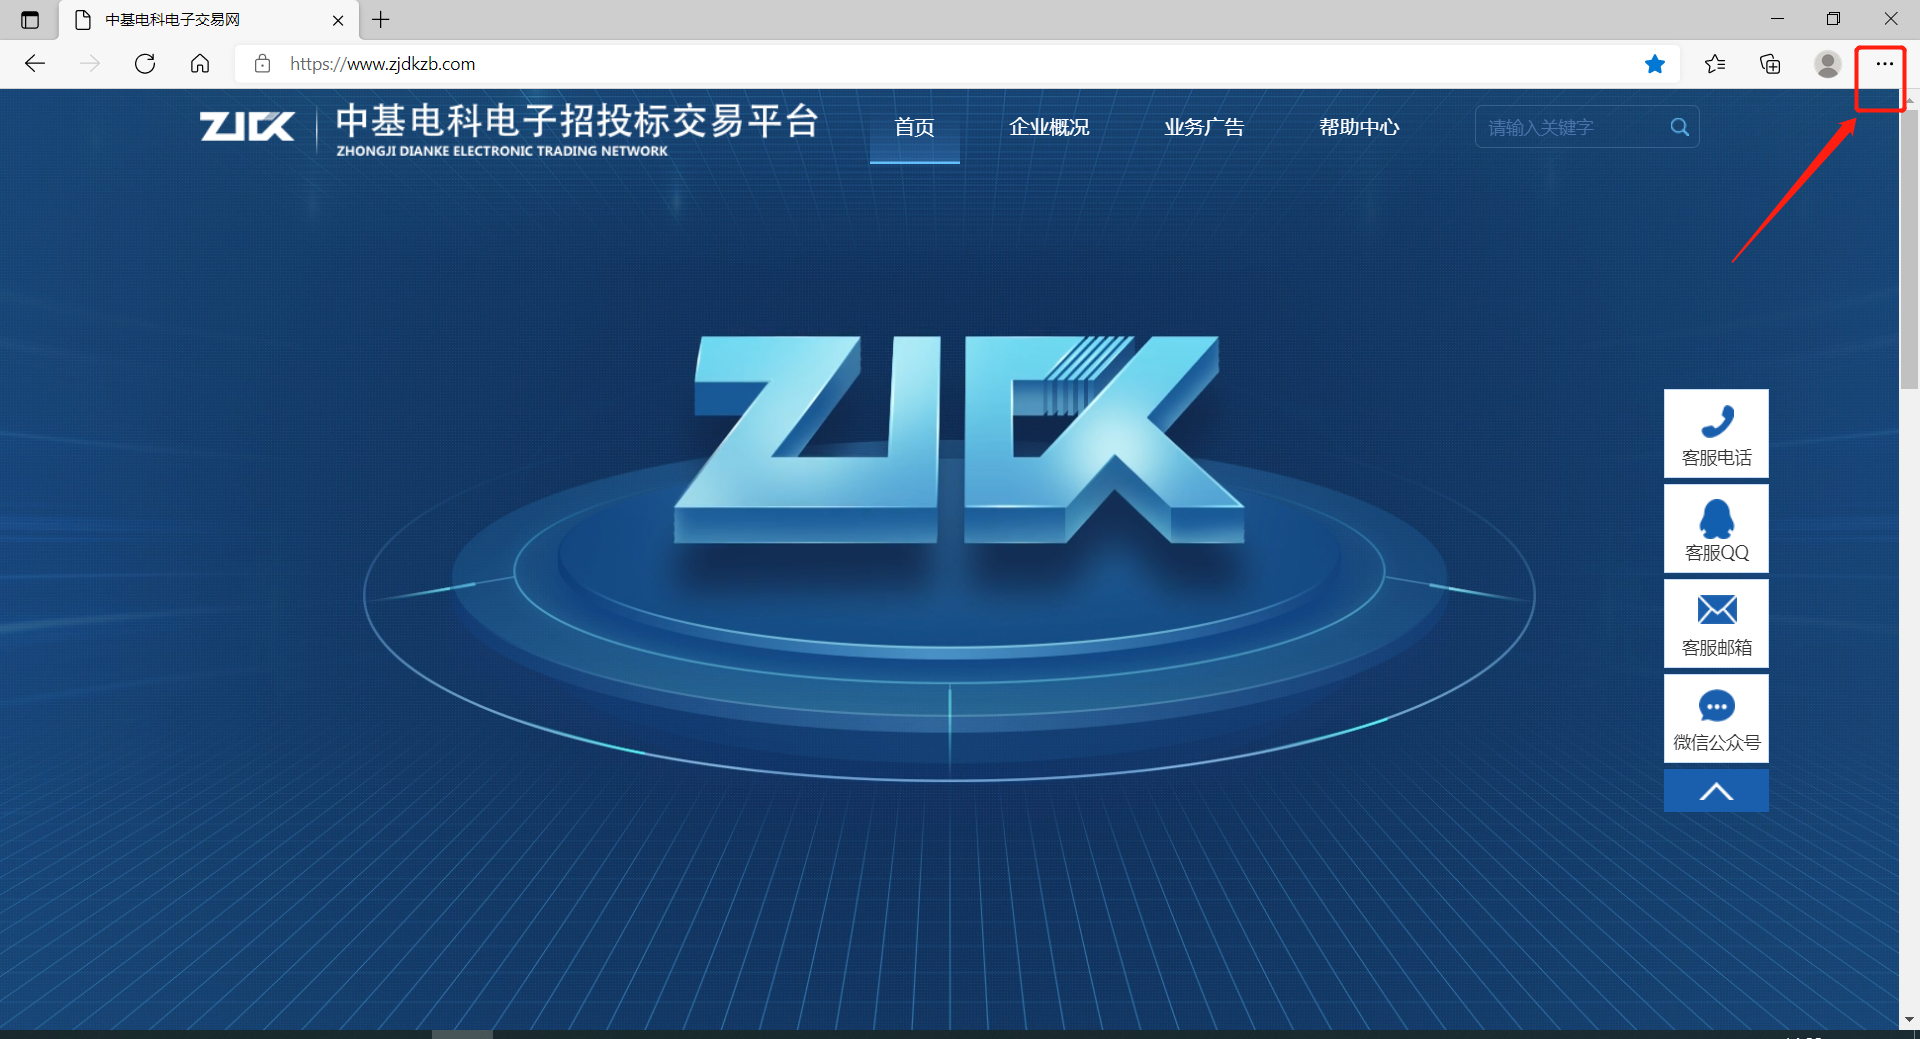 中基电科电子交易网
https://www.zjdkzb.com
ZJDK
中基电科电子招投标交易平台
ZHONGJI DIANKE ELECTRONIC TRADING NETWORK
首页
企业概况
业务广告
帮助中心
请输入关键字
ZJDK
客服电话
客服QQ
客服邮箱
微信公众号